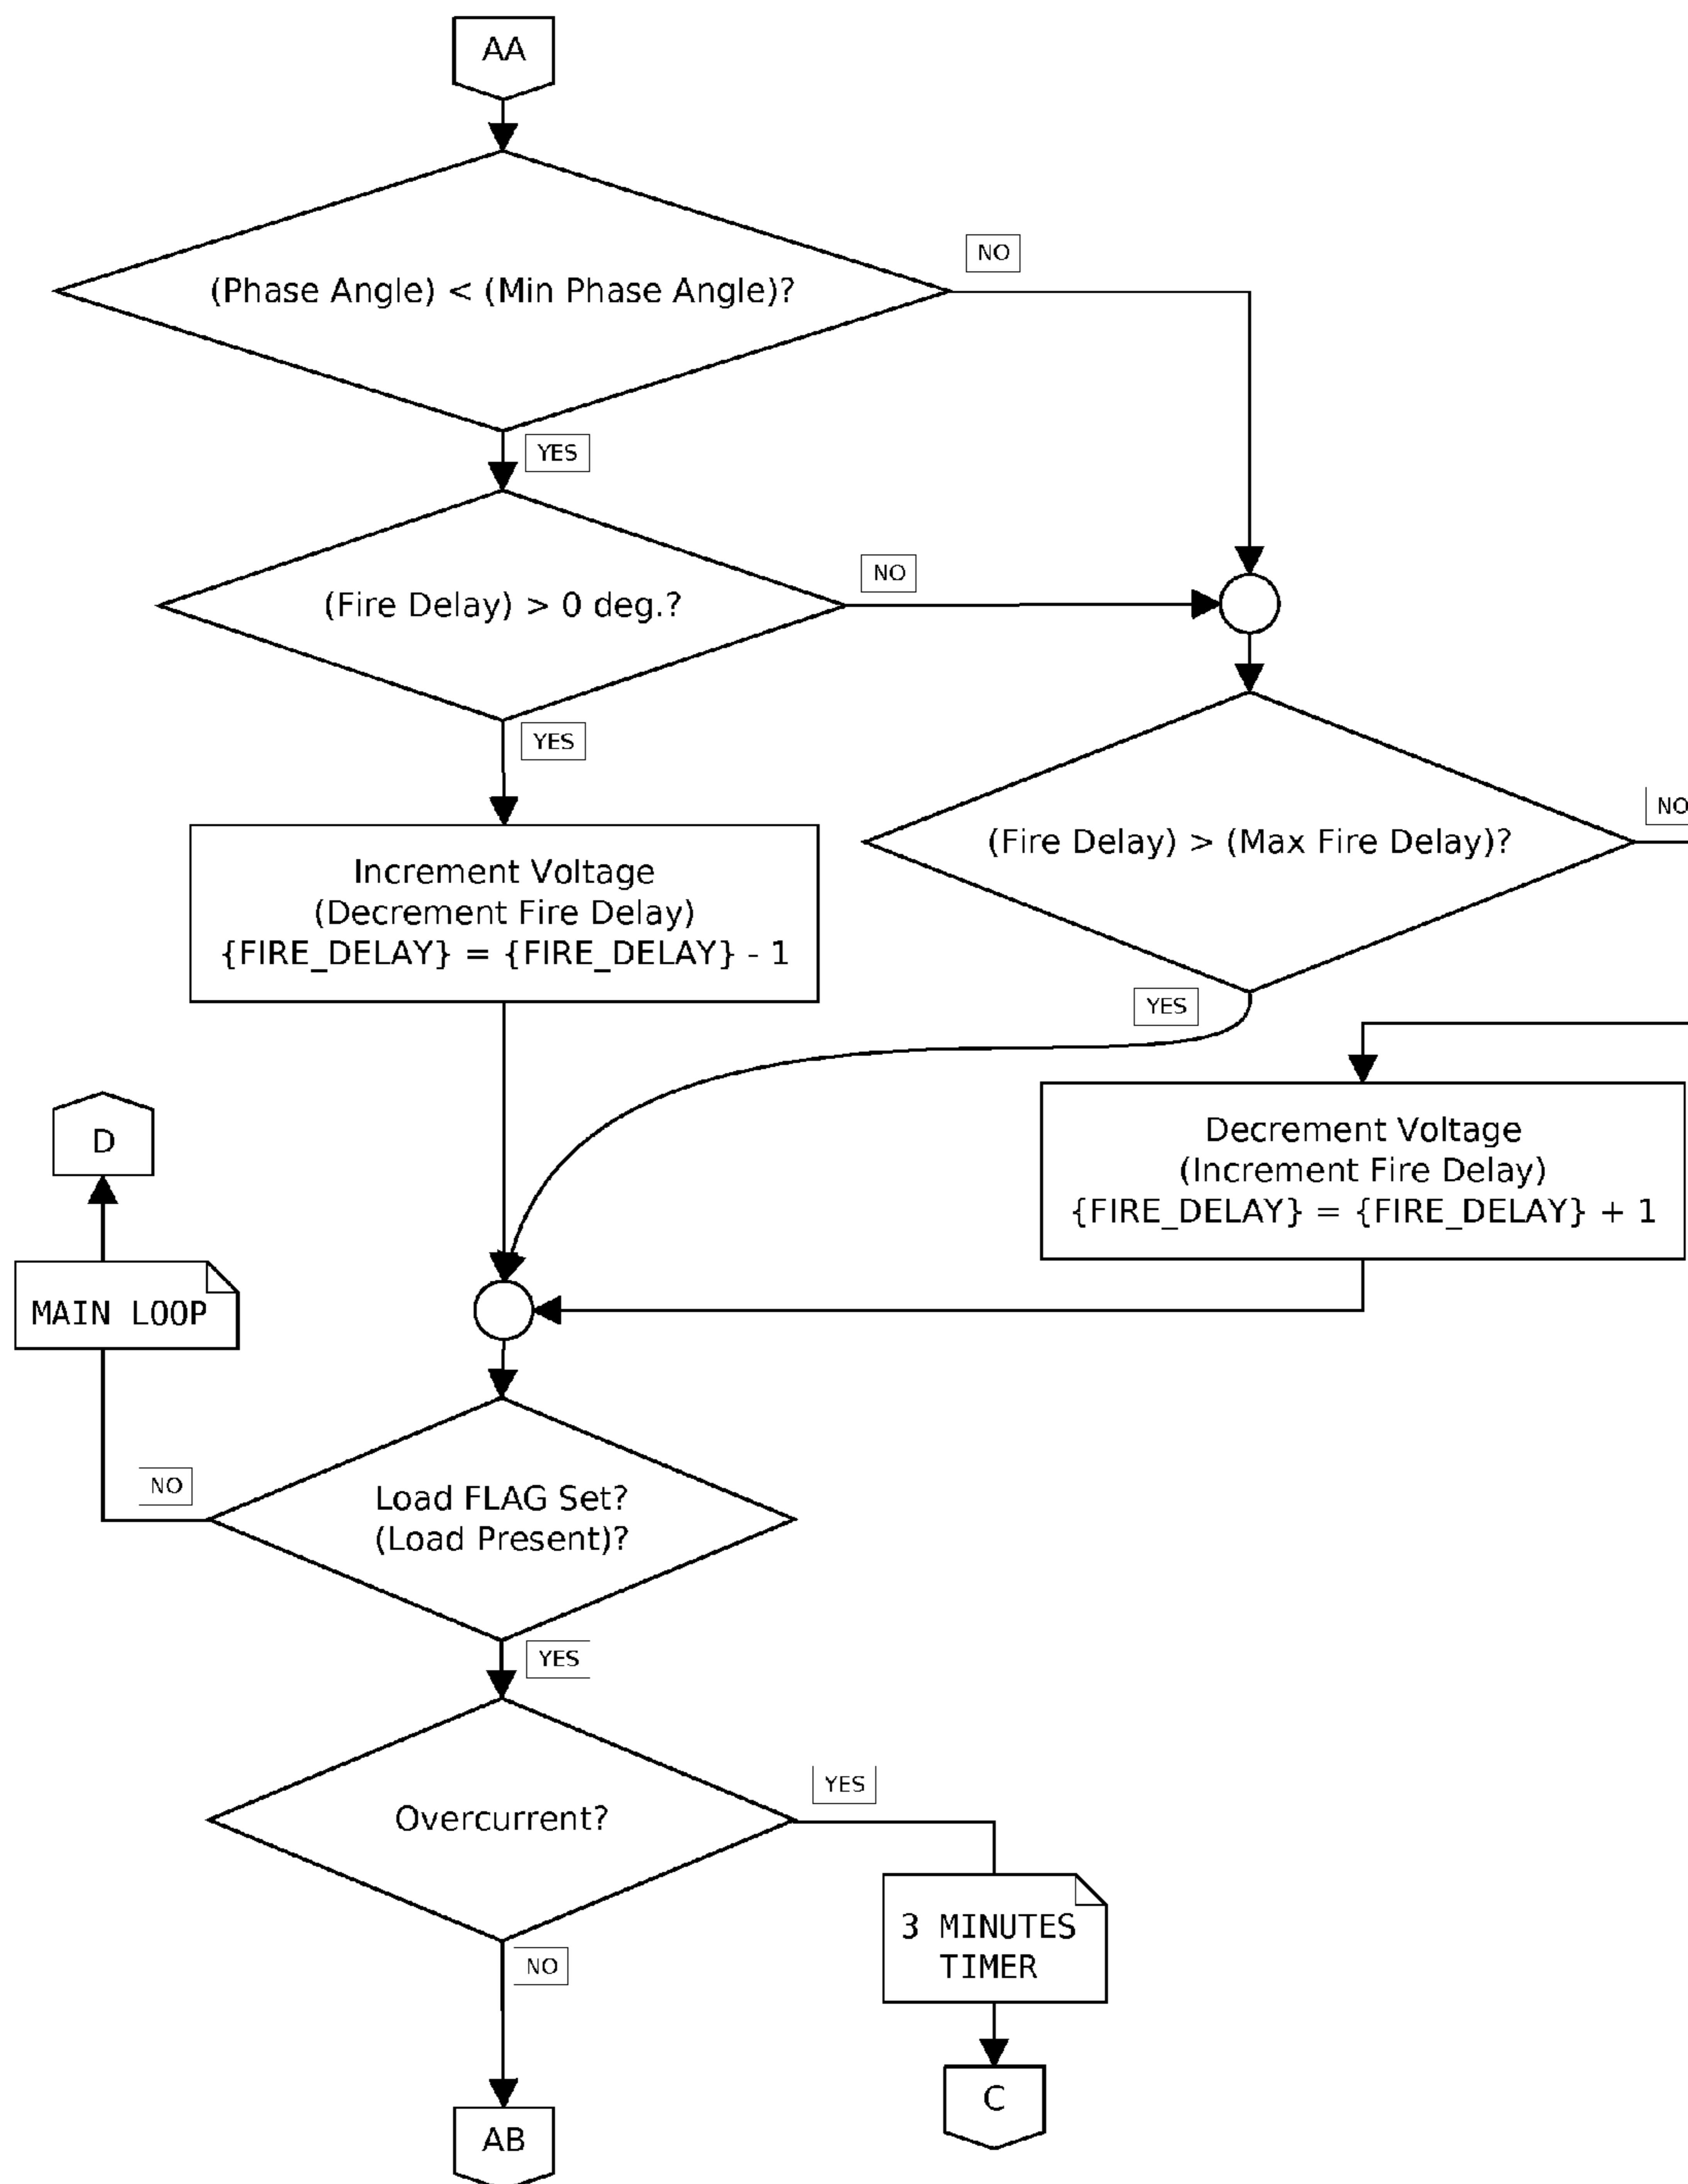 AA
(Phase Angle) < (Min Phase Angle)?
NO
YES
(Fire Delay) > 0 deg.?
NO
YES
(Fire Delay) > (Max Fire Delay)?
NO
YES
Increment Voltage
(Decrement Fire Delay)
{FIRE_DELAY} = {FIRE_DELAY} - 1
Decrement Voltage
(Increment Fire Delay)
{FIRE_DELAY} = {FIRE_DELAY} + 1
D
MAIN LOOP
NO
Load FLAG Set?
(Load Present)?
YES
Overcurrent?
YES
NO
3 MINUTES
TIMER
C
AB